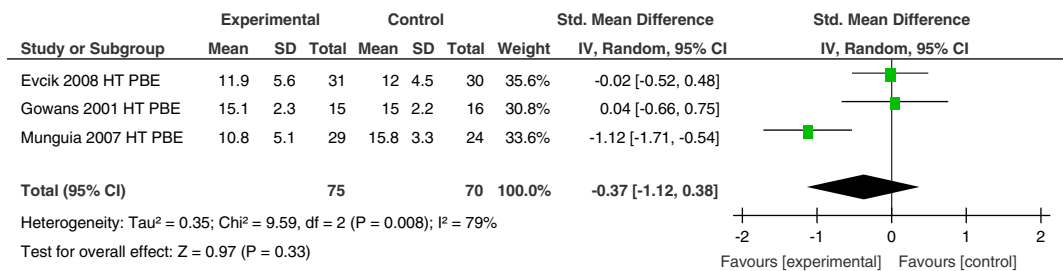 Experimental Control Std. Mean Difference Std. Mean Difference
Study or Subgroup Mean SD Total Mean SD Total Weight IV, Random, 95% CI IV, Random, 95% CI
Evcik 2008 HT PBE 11.9 5.6 31 12 4.5 30 35.6% -0.02 [-0.52, 0.48]
Gowans 2001 HT PBE 15.1 2.3 15 15 2.2 16 30.8% 0.04 [-0.66, 0.75]
Munguia 2007 HT PBE 10.8 5.1 29 15.8 3.3 24 33.6% -1.12 [-1.71, -0.54]
Total (95% CI) 75 70 100.0% -0.37 [-1.12, 0.38]
Heterogeneity: Tau² = 0.35; Chi² = 9.59, df = 2 (P = 0.008); I² = 79%
Test for overall effect: Z = 0.97 (P = 0.33)
-2 -1 0 1 2
Favours [experimental] Favours [control]